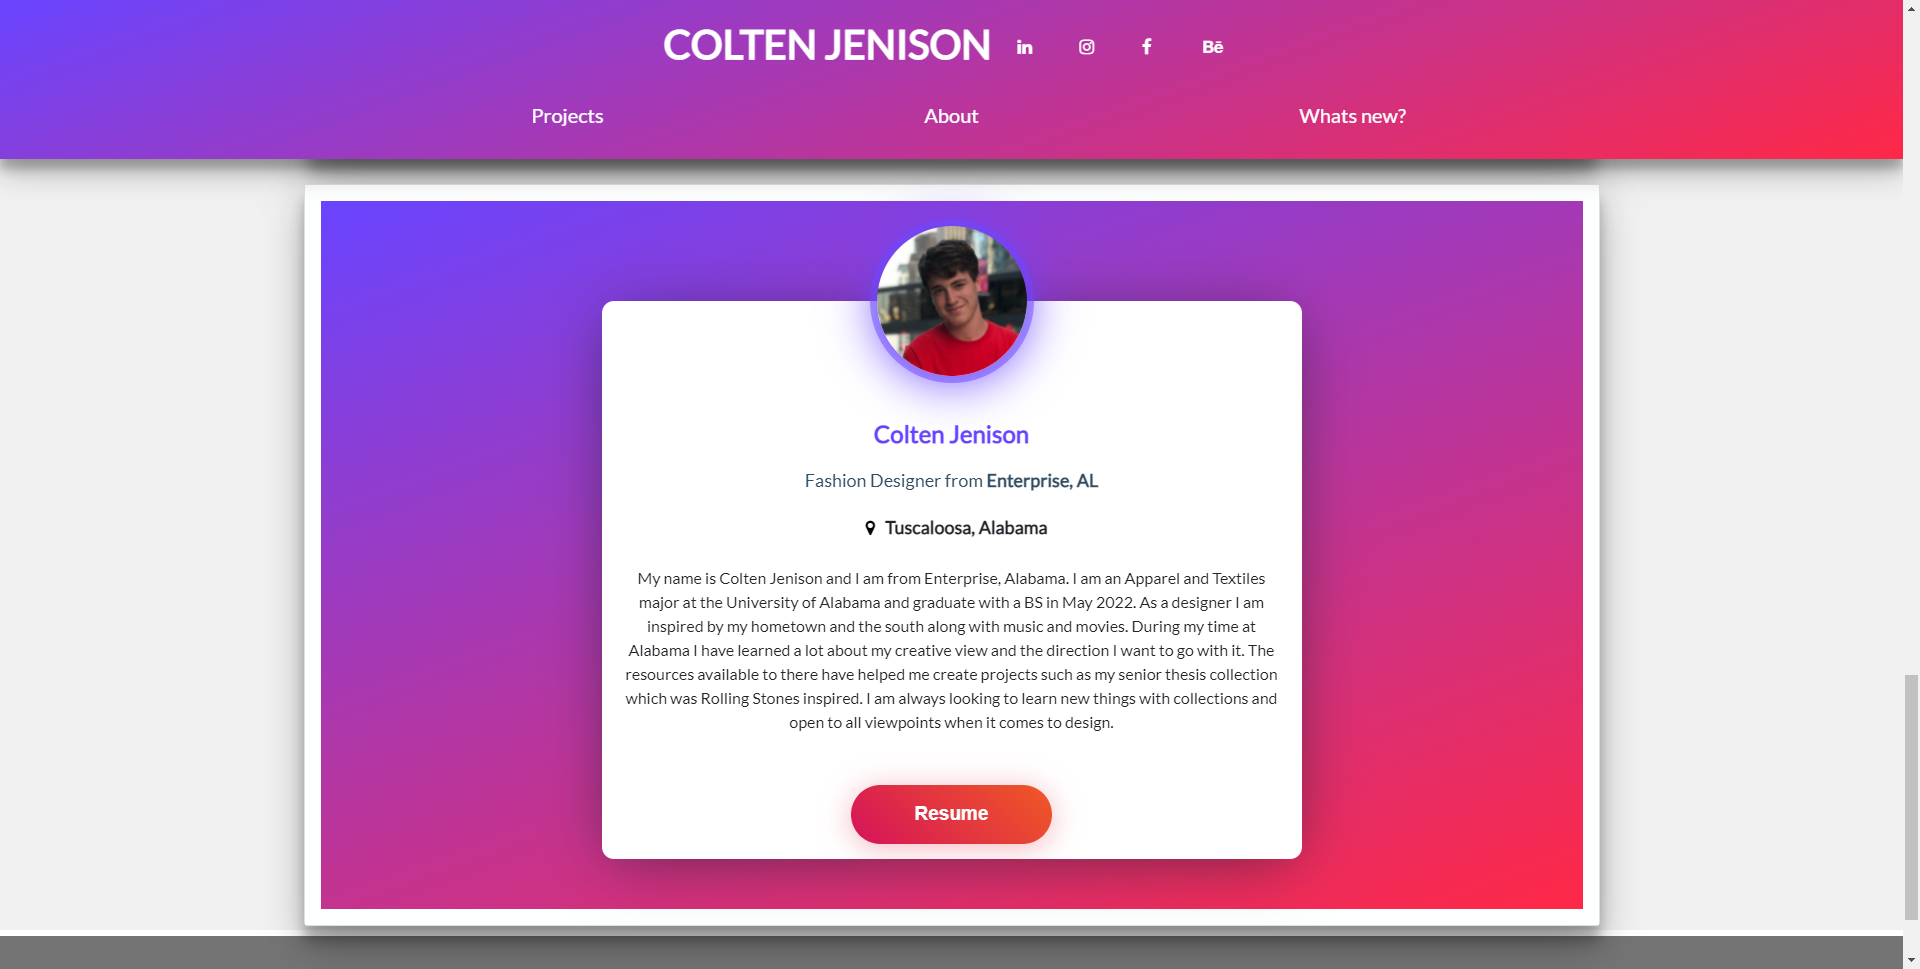 COLTEN JENISON
in
f
Bē
Projects
About
Whats new?
Colten Jenison
Fashion Designer from Enterprise, AL
Tuscaloosa, Alabama
My name is Colten Jenison and I am from Enterprise, Alabama. I am an Apparel and Textiles
major at the University of Alabama and graduate with a BS in May 2022. As a designer I am
inspired by my hometown and the south along with music and movies. During my time at
Alabama I have learned a lot about my creative view and the direction I want to go with it. The
resources available to there have helped me create projects such as my senior thesis collection
which was Rolling Stones inspired. I am always looking to learn new things with collections and
open to all viewpoints when it comes to design.
Resume